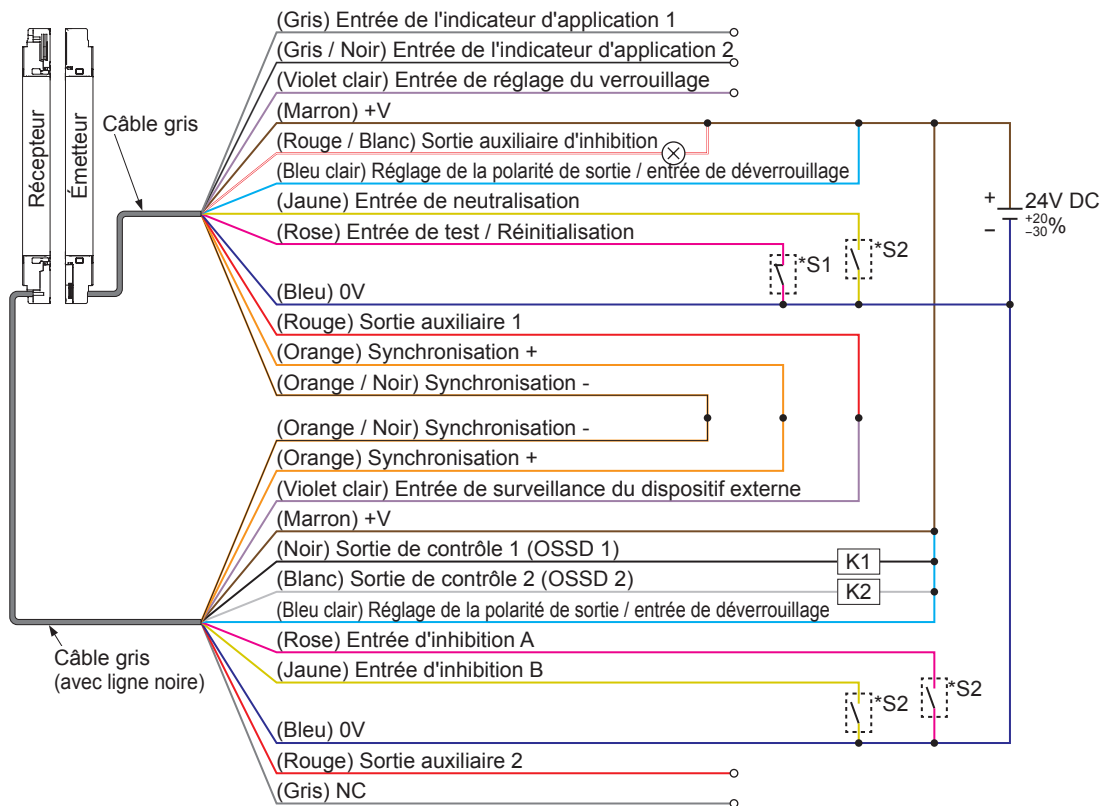 (Gris) Entrée de l'indicateur d'application 1
(Gris / Noir) Entrée de l'indicateur d'application 2
(Violet clair) Entrée de réglage du verrouillage
(Marron) +V
(Rouge / Blanc) Sortie auxiliaire d'inhibition
(Bleu clair) Réglage de la polarité de sortie / entrée de déverrouillage
(Jaune) Entrée de neutralisation
(Rose) Entrée de test / Réinitialisation
(Bleu) 0V
(Rouge) Sortie auxiliaire 1
(Orange) Synchronisation +
(Orange / Noir) Synchronisation -
Récepteur
Émetteur
Câble gris
*S1
*S2
+
−
24V DC
+20
−30 %
(Orange / Noir) Synchronisation -
(Orange) Synchronisation +
(Violet clair) Entrée de surveillance du dispositif externe
(Marron) +V
(Noir) Sortie de contrôle 1 (OSSD 1)
K1
(Blanc) Sortie de contrôle 2 (OSSD 2)
K2
(Bleu clair) Réglage de la polarité de sortie / entrée de déverrouillage
(Rose) Entrée d'inhibition A
(Jaune) Entrée d'inhibition B
*S2
*S2
(Bleu) 0V
(Rouge) Sortie auxiliaire 2
(Gris) NC
Câble gris
(avec ligne noire)